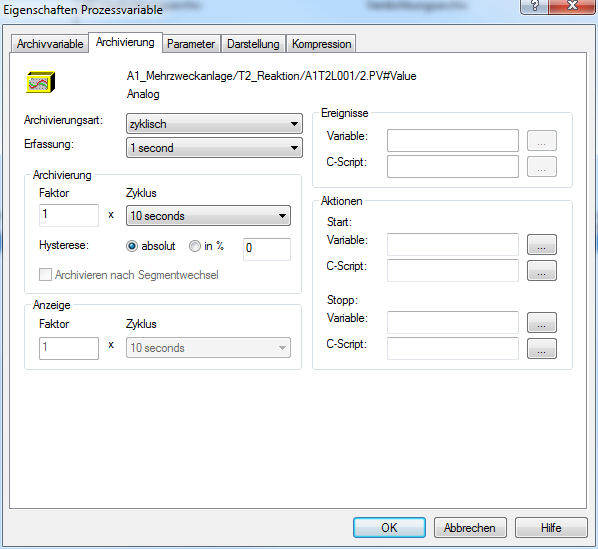 Eigenschaften Prozessvariable
Archivvariable Archivierung Parameter Darstellung Kompression
A1_Mehrzweckanlage/T2_Reaktion/A1T2L001/2.PV#Value
Analog
Archivierungsart: zyklisch
Erfassung: 1 second
Archivierung
Faktor Zyklus
1 x 10 seconds
Hysterese: absolut in % 0
Archivieren nach Segmentwechsel
Anzeige
Faktor Zyklus
1 x 10 seconds
Ereignisse
Variable: ...
C-Script: ...
Aktionen
Start:
Variable: ...
C-Script: ...
Stopp:
Variable: ...
C-Script: ...
OK Abbrechen Hilfe